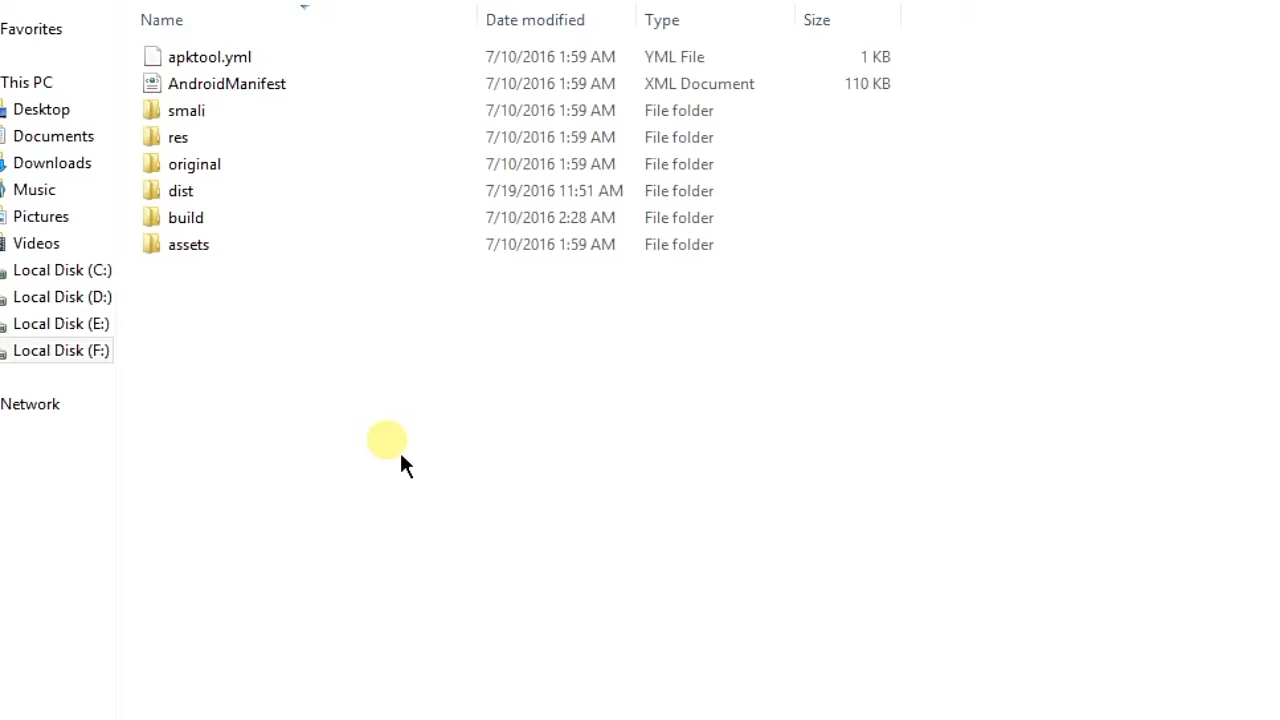 Name Date modified Type Size
Favorites
apktool.yml 7/10/2016 1:59 AM YML File 1 KB
This PC
AndroidManifest 7/10/2016 1:59 AM XML Document 110 KB
Desktop
smali 7/10/2016 1:59 AM File folder
Documents
res 7/10/2016 1:59 AM File folder
Downloads
original 7/10/2016 1:59 AM File folder
Music
dist 7/19/2016 11:51 AM File folder
Pictures
build 7/10/2016 2:28 AM File folder
Videos
assets 7/10/2016 1:59 AM File folder
Local Disk (C:)
Local Disk (D:)
Local Disk (E:)
Local Disk (F:)
Network